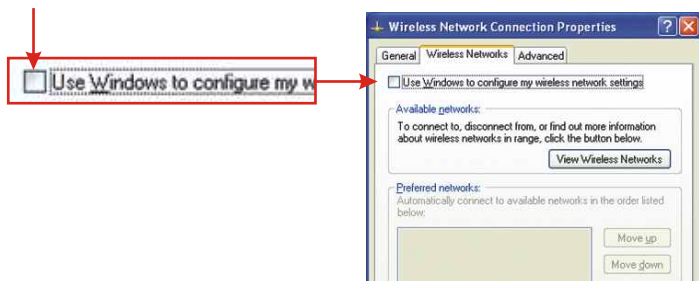 Use Windows to configure my w
Wireless Network Connection Properties
General Wireless Networks Advanced
Use Windows to configure my wireless network settings
Available networks:
To connect to, disconnect from, or find out more information
about wireless networks in range, click the button below.
View Wireless Networks
Preferred networks:
Automatically connect to available networks in the order listed
below:
Move up
Move down